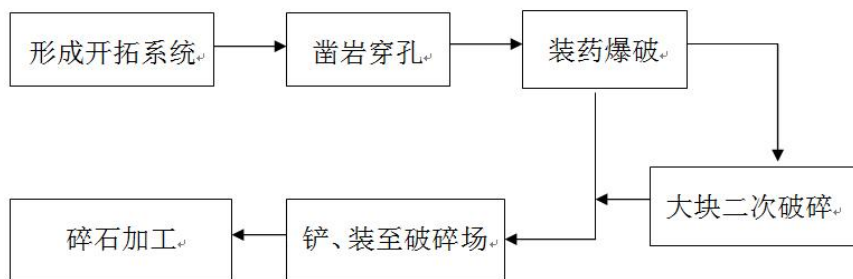 形成开拓系统
凿岩穿孔
装药爆破
大块二次破碎
铲、装至破碎场
碎石加工